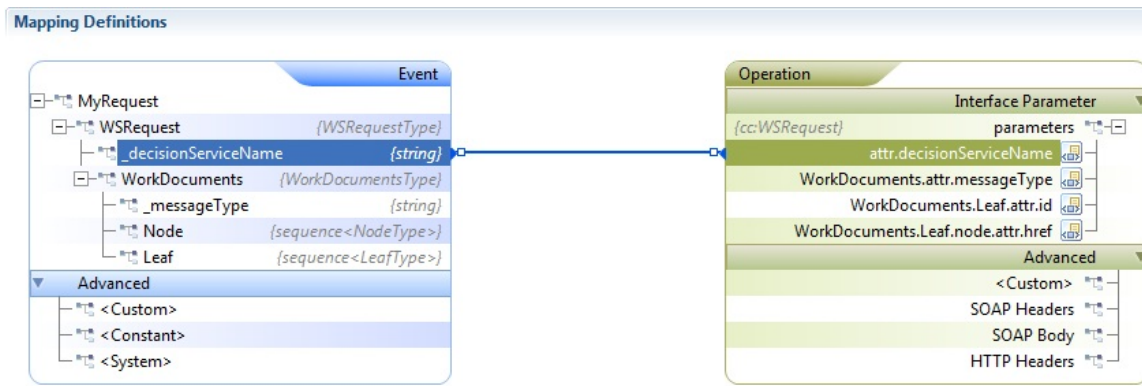 Mapping Definitions
Event
MyRequest
WSRequest {WSRequestType}
_decisionServiceName {string}
WorkDocuments {WorkDocumentsType}
_messageType {string}
Node {sequence<NodeType>}
Leaf {sequence<LeafType>}
Advanced
<Custom>
<Constant>
<System>
Operation
Interface Parameter
{cc:WSRequest} parameters
attr.decisionServiceName
WorkDocuments.attr.messageType
WorkDocuments.Leaf.attr.id
WorkDocuments.Leaf.node.attr.href
Advanced
<Custom>
SOAP Headers
SOAP Body
HTTP Headers